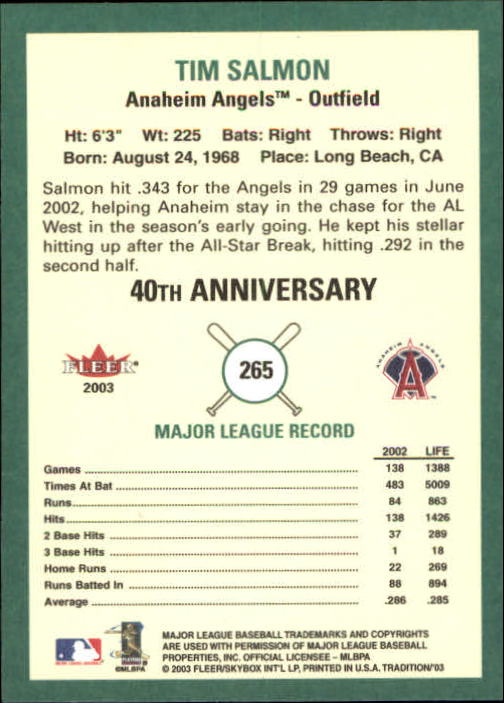 TIM SALMON
Anaheim Angels™ - Outfield
Ht: 6'3" Wt: 225 Bats: Right Throws: Right
Born: August 24, 1968 Place: Long Beach, CA
Salmon hit .343 for the Angels in 29 games in June
2002, helping Anaheim stay in the chase for the AL
West in the season's early going. He kept his stellar
hitting up after the All-Star Break, hitting .292 in the
second half.
40TH ANNIVERSARY
FLEER®
2003
265
ANAHEIM ANGELS
A
MAJOR LEAGUE RECORD
2002 LIFE
Games 138 1388
Times At Bat 483 5009
Runs 84 863
Hits 138 1426
2 Base Hits 37 289
3 Base Hits 1 18
Home Runs 22 269
Runs Batted In 88 894
Average .286 .285
©MLBPA
MAJOR LEAGUE BASEBALL TRADEMARKS AND COPYRIGHTS
ARE USED WITH PERMISSION OF MAJOR LEAGUE BASEBALL
PROPERTIES, INC. OFFICIAL LICENSEE – MLBPA
© 2003 FLEER/SKYBOX INT'L LP, PRINTED IN U.S.A. TRADITION/'03